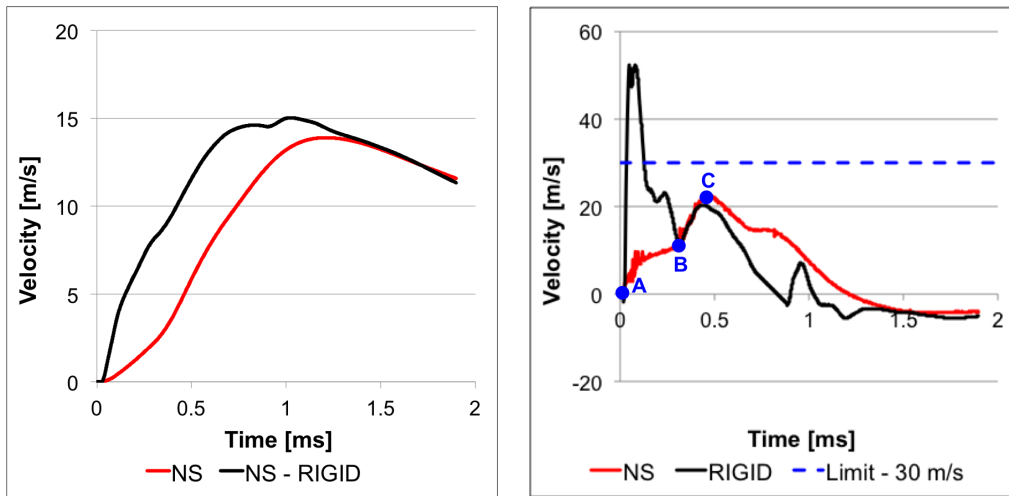 20
15
10
5
0
Velocity [m/s]
0 0.5 1 1.5 2
Time [ms]
NS NS - RIGID
60
40
20
0
-20
Velocity [m/s]
A
B
C
0 0.5 1 1.5 2
Time [ms]
NS RIGID Limit - 30 m/s